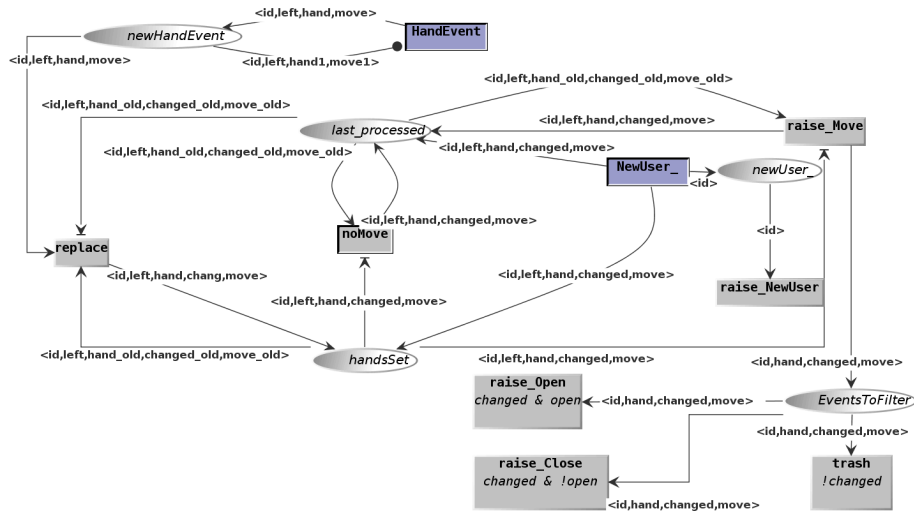 <id,left,hand,move>
HandEvent
newHandEvent
<id,left,hand,move>
<id,left,hand1,move1>
<id,left,hand_old,changed_old,move_old>
<id,left,hand_old,changed_old,move_old>
<id,left,hand,changed,move>
raise_Move
last_processed
<id,left,hand,changed,move>
<id,left,hand_old,changed_old,move_old>
NewUser_
<id>
newUser_
<id,left,hand,changed,move>
<id>
noMove
replace
<id,left,hand,chang,move>
<id,left,hand,changed,move>
raise_NewUser
<id,left,hand,changed,move>
<id,left,hand_old,changed_old,move_old>
handsSet
<id,left,hand,changed,move>
<id,hand,changed,move>
raise_Open
changed & open
<id,hand,changed,move>
EventsToFilter
<id,hand,changed,move>
raise_Close
changed & !open
trash
!changed
<id,hand,changed,move>